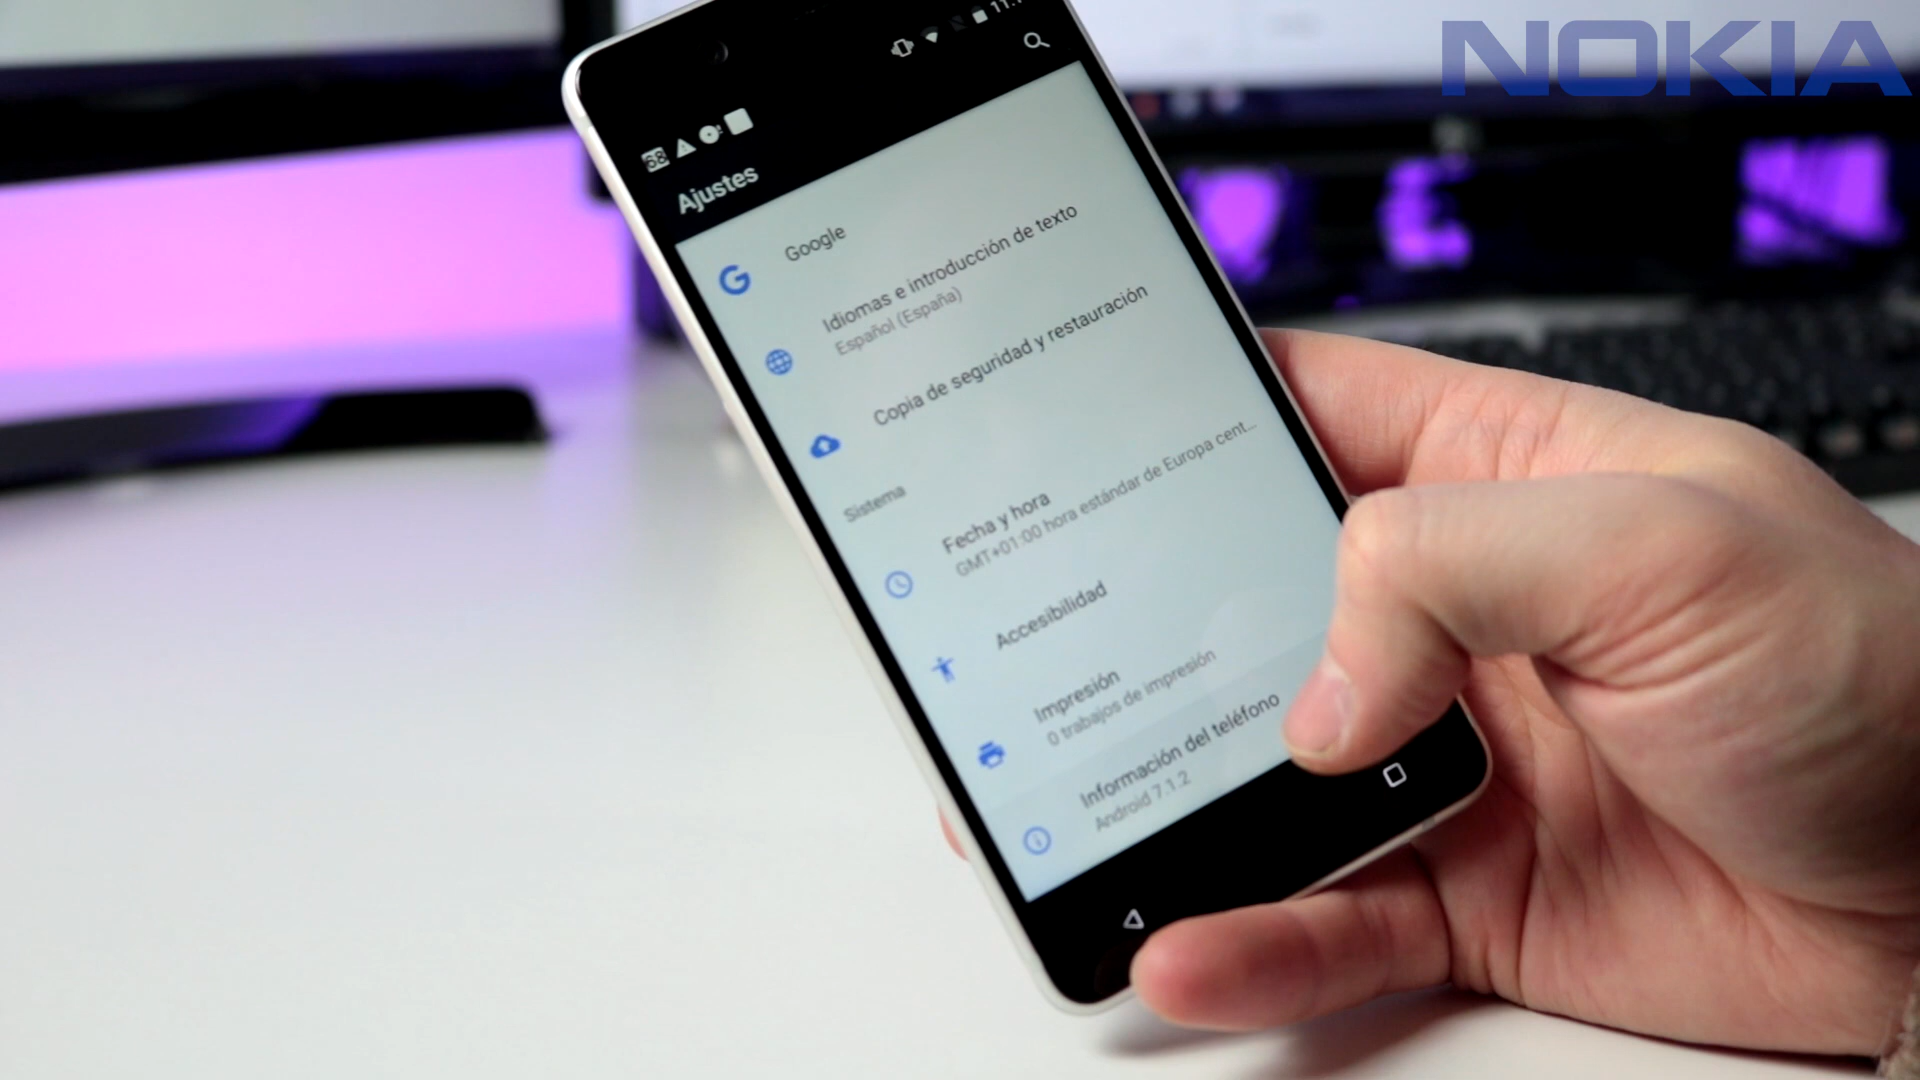 NOKIA
68
Ajustes
Google
Idiomas e introducción de texto
Español (España)
Copia de seguridad y restauración
Sistema
Fecha y hora
GMT+01:00 hora estándar de Europa cent...
Accesibilidad
Impresión
0 trabajos de impresión
Información del teléfono
Android 7.1.2